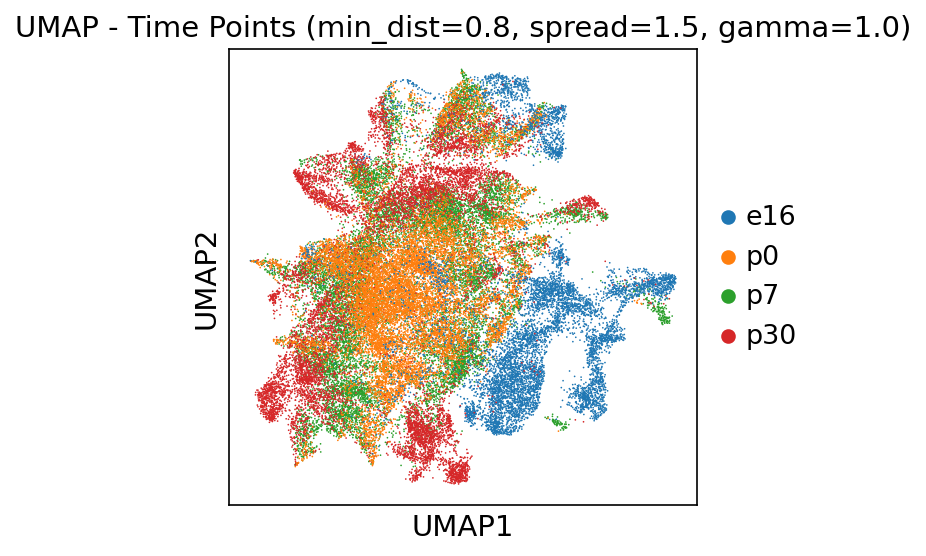 UMAP - Time Points (min_dist=0.8, spread=1.5, gamma=1.0)
UMAP2
e16
p0
p7
p30
UMAP1